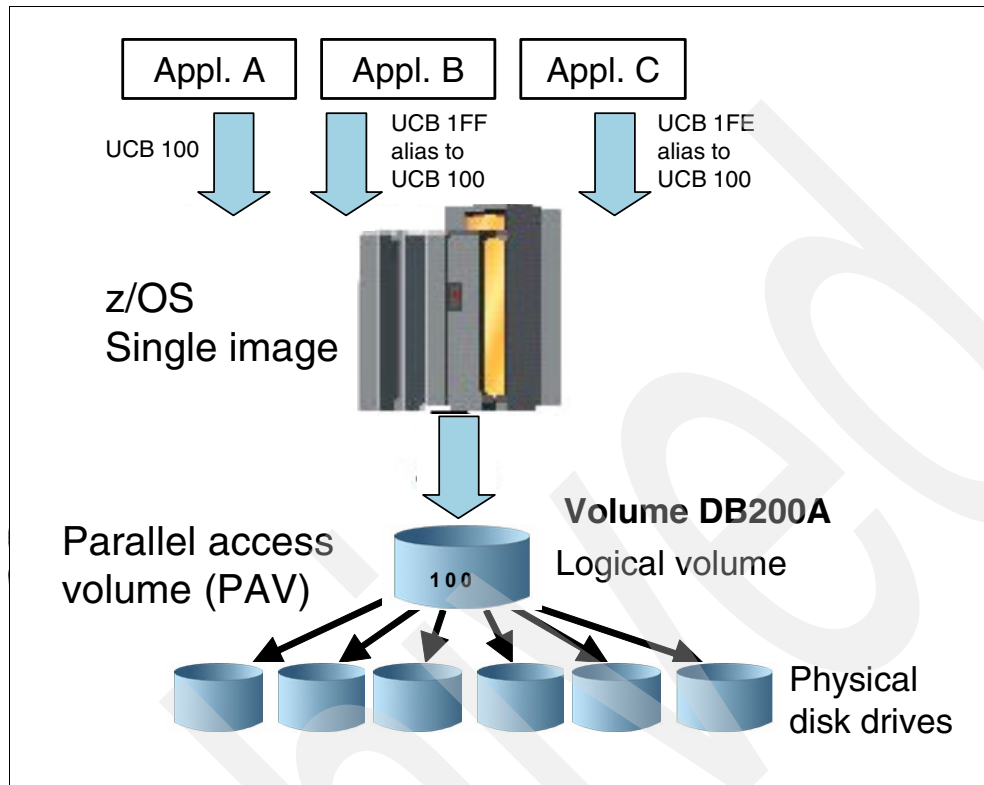 Appl. A
Appl. B
Appl. C
UCB 100
UCB 1FF
alias to
UCB 100
UCB 1FE
alias to
UCB 100
z/OS
Single image
Parallel access
volume (PAV)
Volume DB200A
Logical volume
100
Physical
disk drives